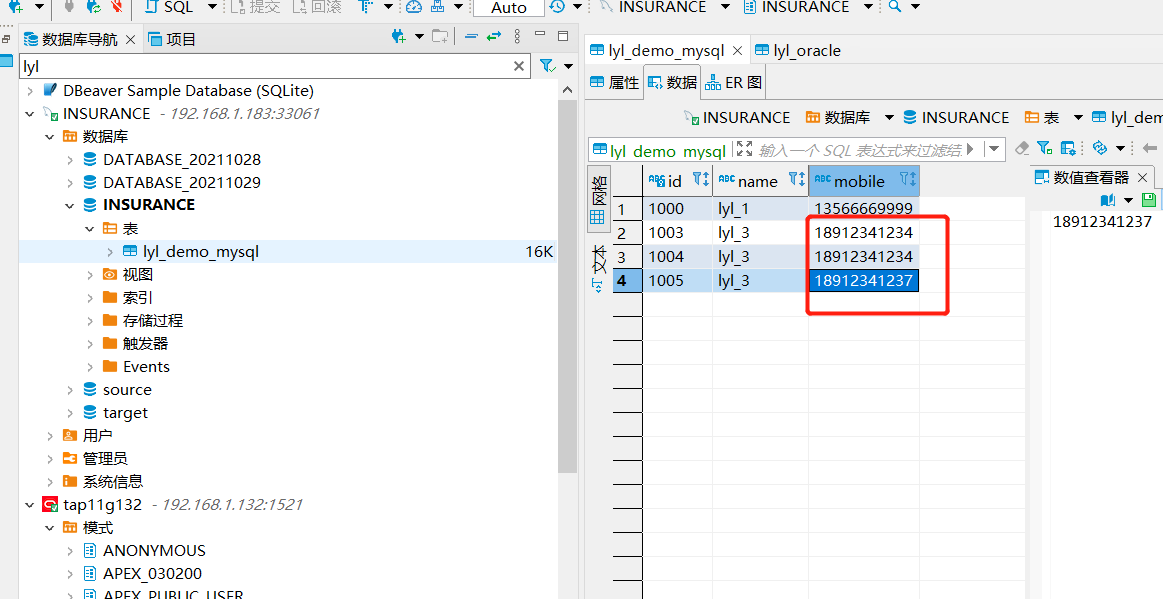 SQL 提交 回滚 Auto INSURANCE INSURANCE
数据库导航 项目
lyl
DBeaver Sample Database (SQLite)
INSURANCE - 192.168.1.183:33061
数据库
DATABASE_20211028
DATABASE_20211029
INSURANCE
表
lyl_demo_mysql 16K
视图
索引
存储过程
触发器
Events
source
target
用户
管理员
系统信息
tap11g132 - 192.168.1.132:1521
模式
ANONYMOUS
APEX_030200
APEX_PUBLIC_USER
lyl_demo_mysql lyl_oracle
属性 数据 ER 图
INSURANCE 数据库 INSURANCE 表 lyl_dem
lyl_demo_mysql 输入一个 SQL 表达式来过滤结
网格
文本
id name mobile
1 1000 lyl_1 13566669999
2 1003 lyl_3 18912341234
3 1004 lyl_3 18912341234
4 1005 lyl_3 18912341237
数值查看器
18912341237